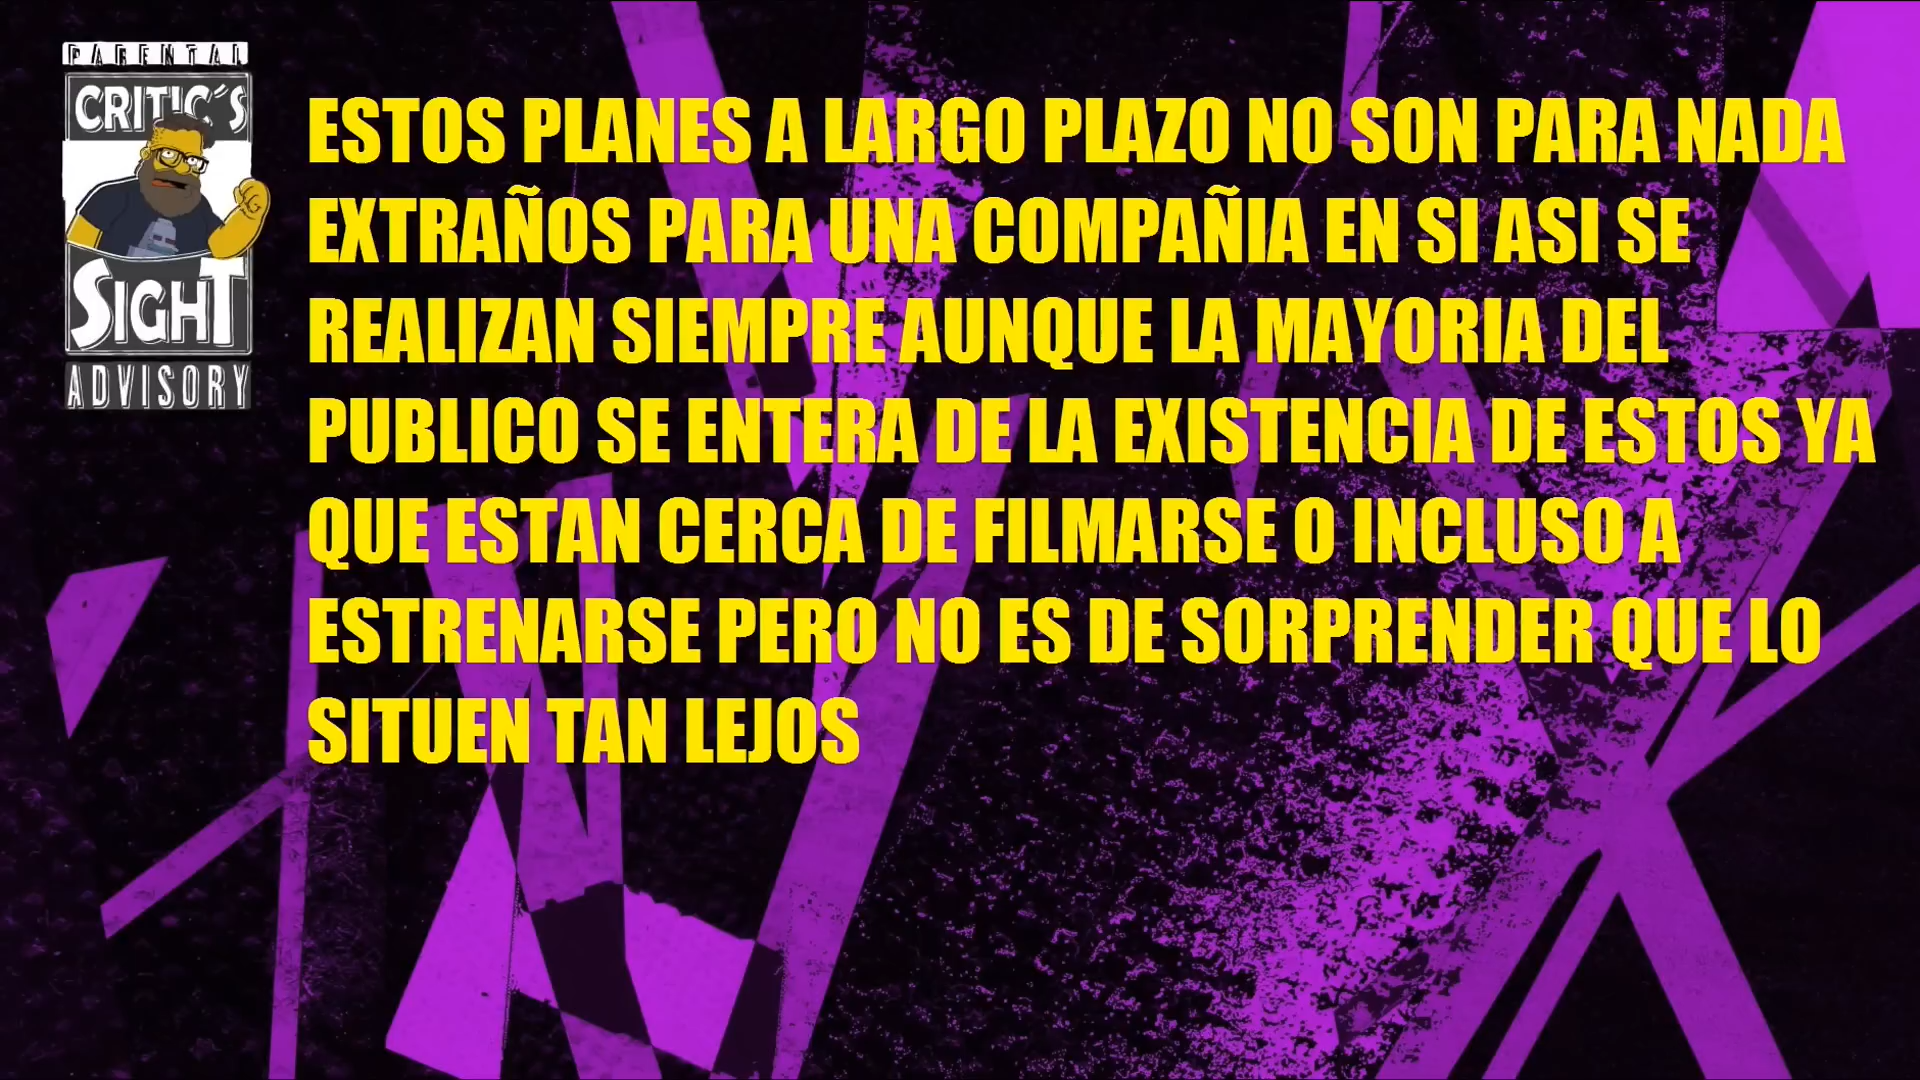 PARENTAL
CRITIC´S
SIGHT
ADVISORY
ESTOS PLANES A LARGO PLAZO NO SON PARA NADA
EXTRAÑOS PARA UNA COMPAÑIA EN SI ASI SE
REALIZAN SIEMPRE AUNQUE LA MAYORIA DEL
PUBLICO SE ENTERA DE LA EXISTENCIA DE ESTOS YA
QUE ESTAN CERCA DE FILMARSE O INCLUSO A
ESTRENARSE PERO NO ES DE SORPRENDER QUE LO
SITUEN TAN LEJOS